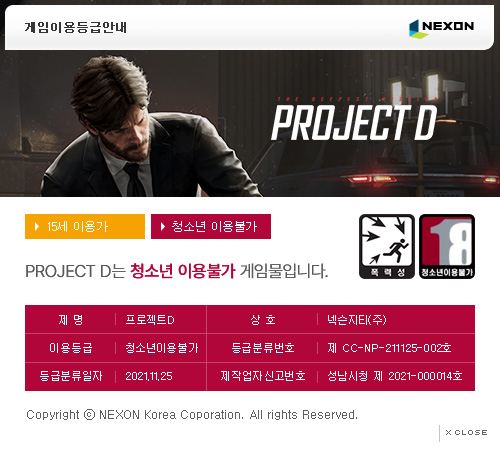 게임이용등급안내
NEXON
PROJECT D
15세 이용가
청소년 이용불가
폭력성
18
청소년이용불가
PROJECT D는 청소년 이용불가 게임물입니다.
제 명 프로젝트D 상 호 넥슨지티(주)
이용등급 청소년이용불가 등급분류번호 제 CC-NP-211125-002호
등급분류일자 2021.11.25 제작업자신고번호 성남시청 제 2021-000014호
Copyright ⓒ NEXON Korea Coporation. All rights Reserved.
X CLOSE